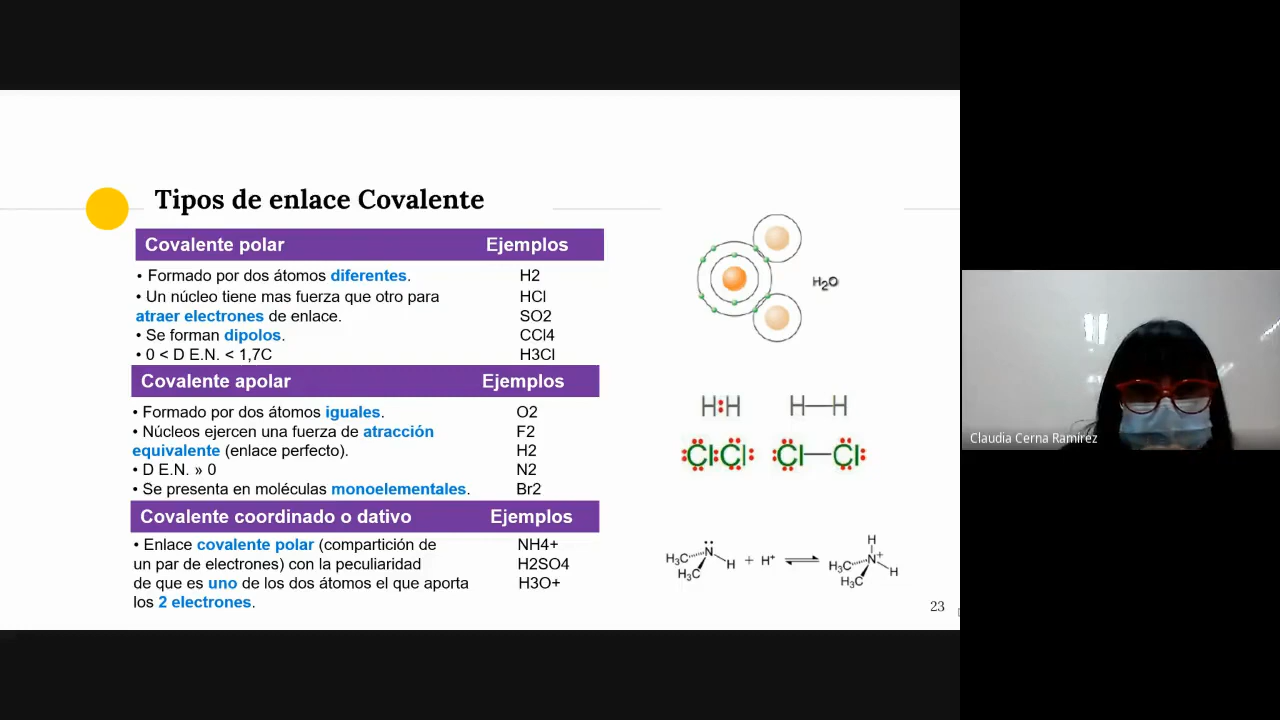 Tipos de enlace Covalente
Covalente polar Ejemplos
• Formado por dos átomos diferentes. H2
• Un núcleo tiene mas fuerza que otro para HCl
atraer electrones de enlace. SO2
• Se forman dipolos. CCl4
• 0 < D E.N. < 1,7C H3Cl
Covalente apolar Ejemplos
• Formado por dos átomos iguales. O2
• Núcleos ejercen una fuerza de atracción F2
equivalente (enlace perfecto). H2
• D E.N. » 0 N2
• Se presenta en moléculas monoelementales. Br2
Covalente coordinado o dativo Ejemplos
• Enlace covalente polar (compartición de NH4+
un par de electrones) con la peculiaridad H2SO4
de que es uno de los dos átomos el que aporta H3O+
los 2 electrones.
H₂O
H:H H—H
Cl:Cl Cl—Cl
H
H₃C N H + H⁺ ⇌ H₃C N⁺ H
H₃C H₃C
23
Claudia Cerna Ramírez